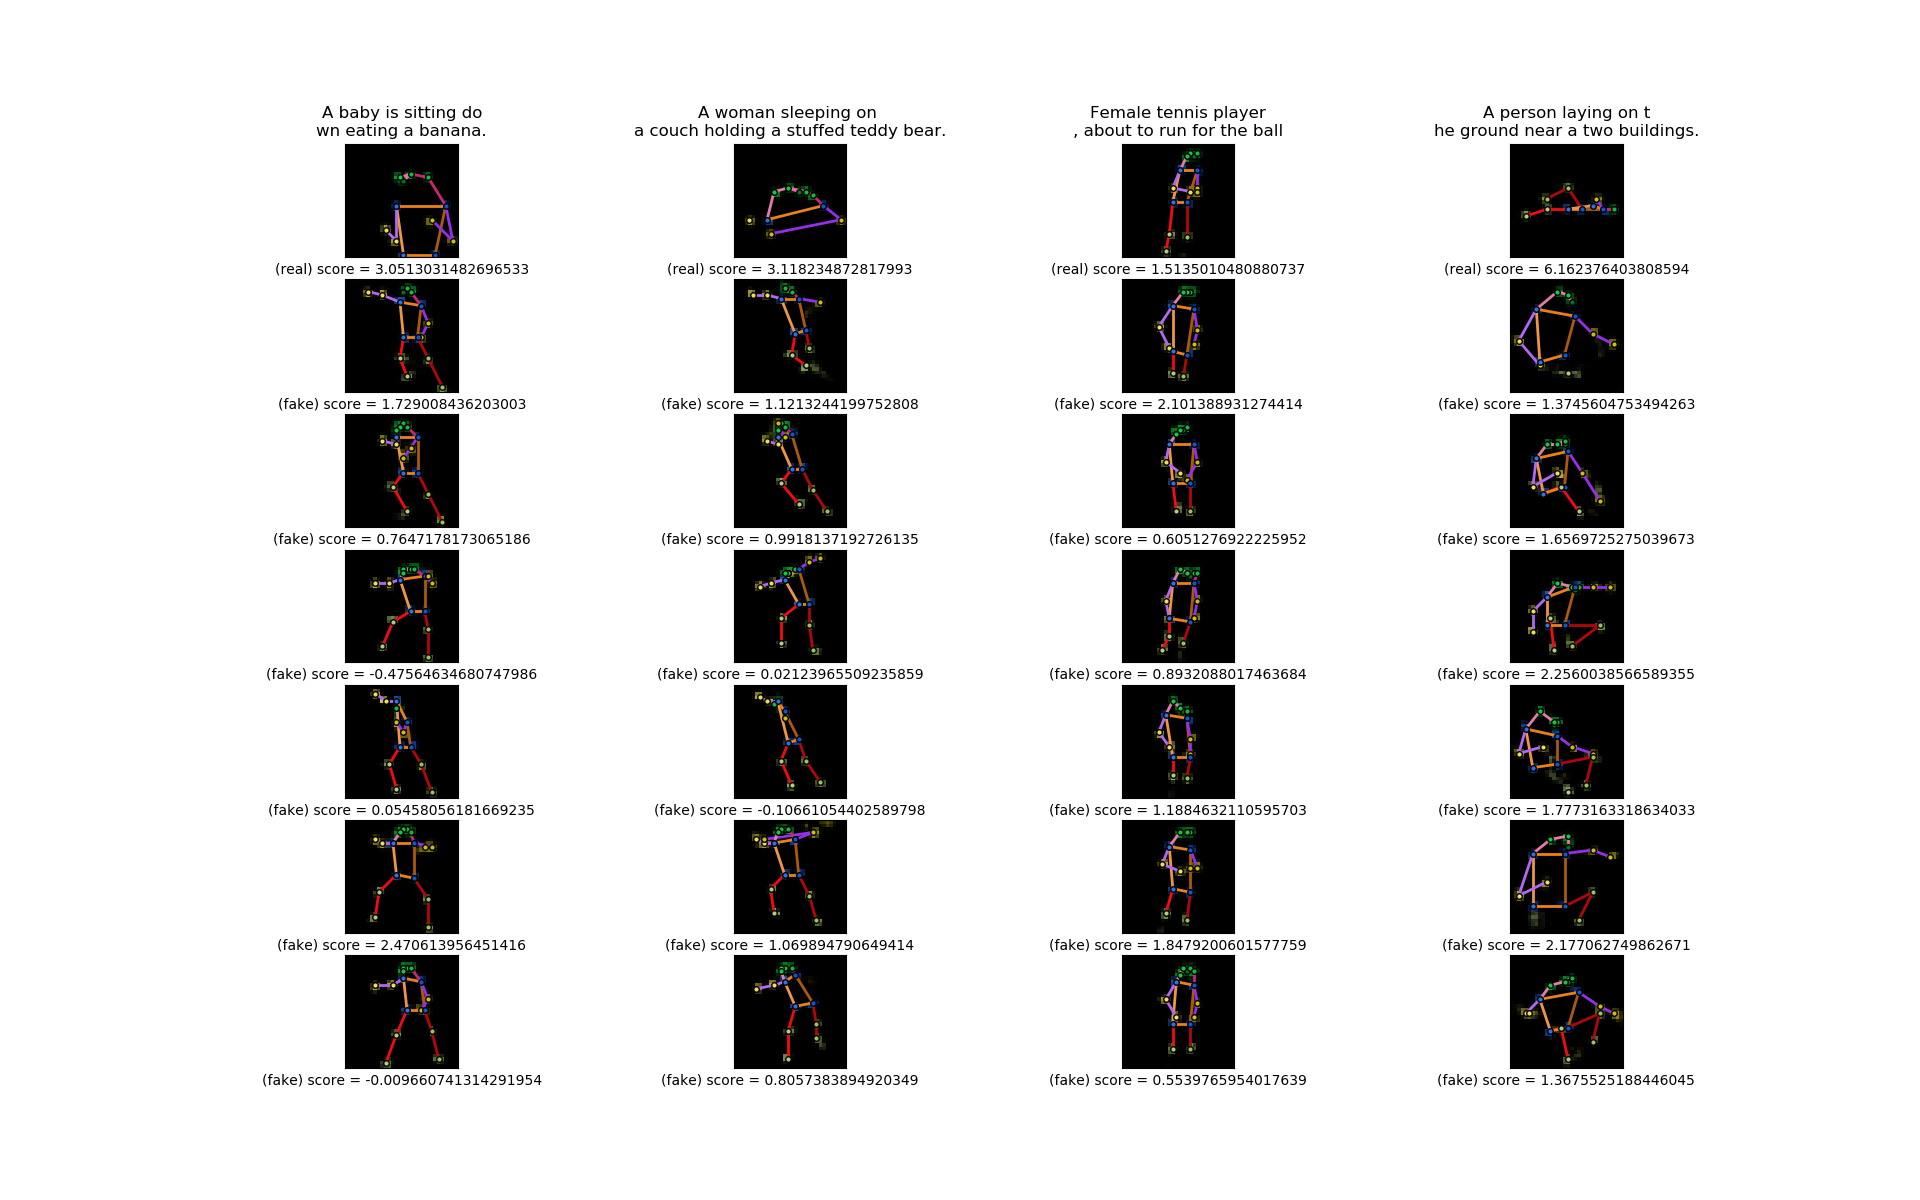 A baby is sitting do
wn eating a banana.
A woman sleeping on
a couch holding a stuffed teddy bear.
Female tennis player
, about to run for the ball
A person laying on t
he ground near a two buildings.
(real) score = 3.0513031482696533
(real) score = 3.118234872817993
(real) score = 1.5135010480880737
(real) score = 6.162376403808594
(fake) score = 1.729008436203003
(fake) score = 1.1213244199752808
(fake) score = 2.101388931274414
(fake) score = 1.3745604753494263
(fake) score = 0.7647178173065186
(fake) score = 0.9918137192726135
(fake) score = 0.6051276922225952
(fake) score = 1.6569725275039673
(fake) score = -0.47564634680747986
(fake) score = 0.02123965509235859
(fake) score = 0.8932088017463684
(fake) score = 2.2560038566589355
(fake) score = 0.05458056181669235
(fake) score = -0.10661054402589798
(fake) score = 1.1884632110595703
(fake) score = 1.7773163318634033
(fake) score = 2.470613956451416
(fake) score = 1.069894790649414
(fake) score = 1.8479200601577759
(fake) score = 2.177062749862671
(fake) score = -0.009660741314291954
(fake) score = 0.8057383894920349
(fake) score = 0.5539765954017639
(fake) score = 1.3675525188446045